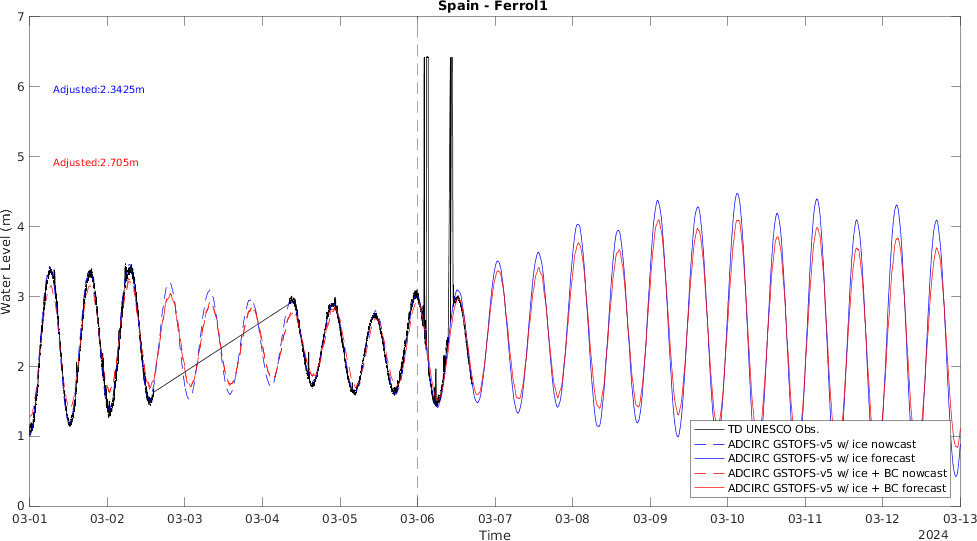 Spain - Ferrol1
7
6
5
4
3
2
1
0
Water Level (m)
Adjusted:2.3425m
Adjusted:2.705m
TD UNESCO Obs.
ADCIRC GSTOFS-v5 w/ ice nowcast
ADCIRC GSTOFS-v5 w/ ice forecast
ADCIRC GSTOFS-v5 w/ ice + BC nowcast
ADCIRC GSTOFS-v5 w/ ice + BC forecast
03-01 03-02 03-03 03-04 03-05 03-06 03-07 03-08 03-09 03-10 03-11 03-12 03-13
Time
2024